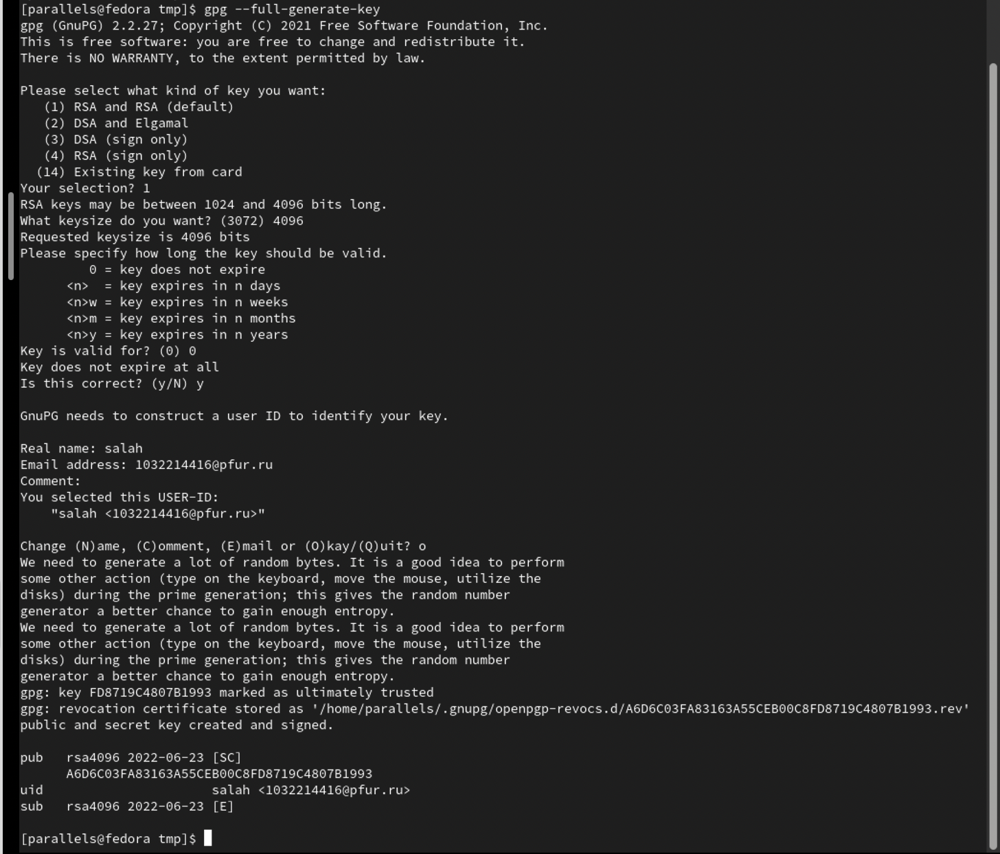 [parallels@fedora tmp]$ gpg --full-generate-key
gpg (GnuPG) 2.2.27; Copyright (C) 2021 Free Software Foundation, Inc.
This is free software: you are free to change and redistribute it.
There is NO WARRANTY, to the extent permitted by law.

Please select what kind of key you want:
   (1) RSA and RSA (default)
   (2) DSA and Elgamal
   (3) DSA (sign only)
   (4) RSA (sign only)
  (14) Existing key from card
Your selection? 1
RSA keys may be between 1024 and 4096 bits long.
What keysize do you want? (3072) 4096
Requested keysize is 4096 bits
Please specify how long the key should be valid.
         0 = key does not expire
      <n>  = key expires in n days
      <n>w = key expires in n weeks
      <n>m = key expires in n months
      <n>y = key expires in n years
Key is valid for? (0) 0
Key does not expire at all
Is this correct? (y/N) y

GnuPG needs to construct a user ID to identify your key.

Real name: salah
Email address: 1032214416@pfur.ru
Comment:
You selected this USER-ID:
    "salah <1032214416@pfur.ru>"

Change (N)ame, (C)omment, (E)mail or (O)kay/(Q)uit? o
We need to generate a lot of random bytes. It is a good idea to perform
some other action (type on the keyboard, move the mouse, utilize the
disks) during the prime generation; this gives the random number
generator a better chance to gain enough entropy.
We need to generate a lot of random bytes. It is a good idea to perform
some other action (type on the keyboard, move the mouse, utilize the
disks) during the prime generation; this gives the random number
generator a better chance to gain enough entropy.
gpg: key FD8719C4807B1993 marked as ultimately trusted
gpg: revocation certificate stored as '/home/parallels/.gnupg/openpgp-revocs.d/A6D6C03FA83163A55CEB00C8FD8719C4807B1993.rev'
public and secret key created and signed.

pub   rsa4096 2022-06-23 [SC]
      A6D6C03FA83163A55CEB00C8FD8719C4807B1993
uid                      salah <1032214416@pfur.ru>
sub   rsa4096 2022-06-23 [E]

[parallels@fedora tmp]$